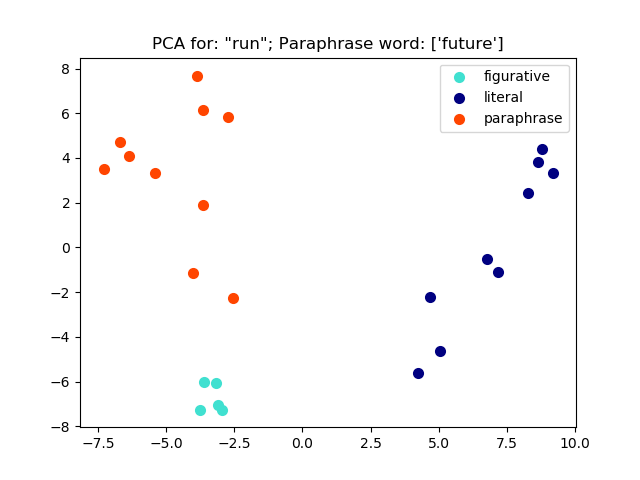 PCA for: "run"; Paraphrase word: ['future']
figurative
literal
paraphrase
8
6
4
2
0
−2
−4
−6
−8
−7.5 −5.0 −2.5 0.0 2.5 5.0 7.5 10.0